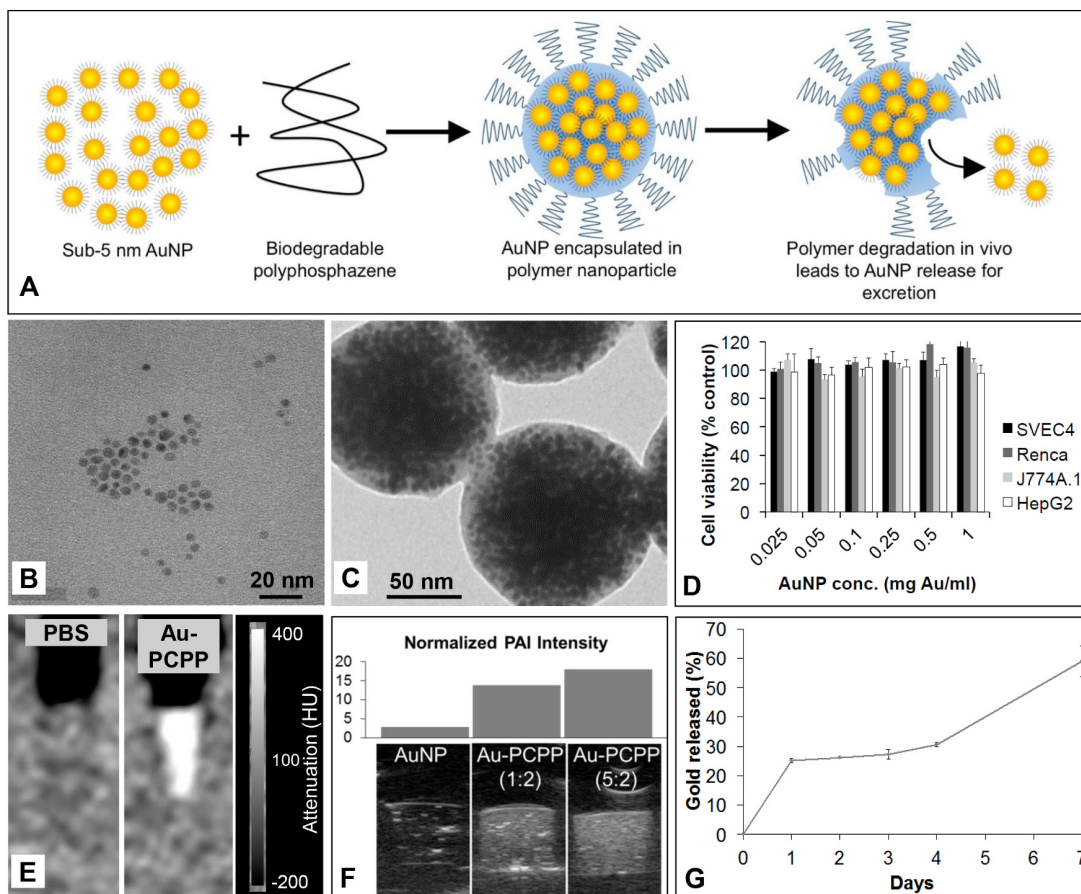 +
Sub-5 nm AuNP
Biodegradable
polyphosphazene
AuNP encapsulated in
polymer nanoparticle
Polymer degradation in vivo
leads to AuNP release for
excretion
A
B
20 nm
C
50 nm
Cell viability (% control)
120
100
80
60
40
20
0
0.025
0.05
0.1
0.25
0.5
1
AuNP conc. (mg Au/ml)
SVEC4
Renca
J774A.1
HepG2
D
PBS
Au-
PCPP
400
100
-200
Attenuation (HU)
E
Normalized PAI Intensity
20
15
10
5
0
AuNP
Au-PCPP
(1:2)
Au-PCPP
(5:2)
F
Gold released (%)
70
60
50
40
30
20
10
0
0 1 2 3 4 5 6 7
Days
G